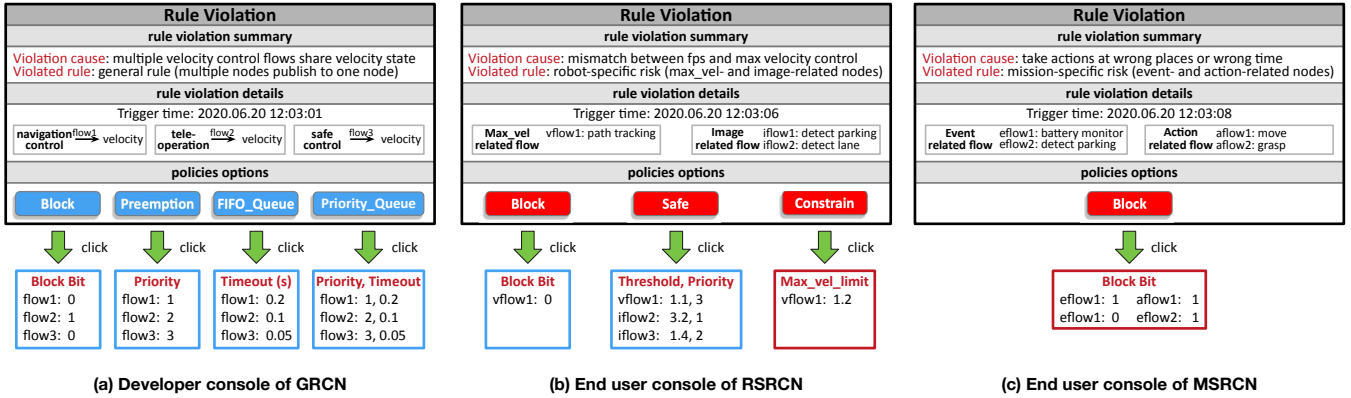 Rule Violation
rule violation summary
Violation cause: multiple velocity control flows share velocity state
Violated rule: general rule (multiple nodes publish to one node)
rule violation details
Trigger time: 2020.06.20 12:03:01
navigation control flow1 velocity
tele-operation flow2 velocity
safe control flow3 velocity
policies options
Block Preemption FIFO_Queue Priority_Queue
click click click click
Block Bit
flow1: 0
flow2: 1
flow3: 0
Priority
flow1: 1
flow2: 2
flow3: 3
Timeout (s)
flow1: 0.2
flow2: 0.1
flow3: 0.05
Priority, Timeout
flow1: 1, 0.2
flow2: 2, 0.1
flow3: 3, 0.05
(a) Developer console of GRCN
Rule Violation
rule violation summary
Violation cause: mismatch between fps and max velocity control
Violated rule: robot-specific risk (max_vel- and image-related nodes)
rule violation details
Trigger time: 2020.06.20 12:03:06
Max_vel related flow
vflow1: path tracking
Image related flow
iflow1: detect parking
iflow2: detect lane
policies options
Block Safe Constrain
click click click
Block Bit
vflow1: 0
Threshold, Priority
vflow1: 1.1, 3
iflow2: 3.2, 1
iflow3: 1.4, 2
Max_vel_limit
vflow1: 1.2
(b) End user console of RSRCN
Rule Violation
rule violation summary
Violation cause: take actions at wrong places or wrong time
Violated rule: mission-specific risk (event- and action-related nodes)
rule violation details
Trigger time: 2020.06.20 12:03:08
Event related flow
eflow1: battery monitor
eflow2: detect parking
Action related flow
aflow1: move
aflow2: grasp
policies options
Block
click
Block Bit
eflow1: 1 aflow1: 1
eflow1: 0 eflow2: 1
(c) End user console of MSRCN